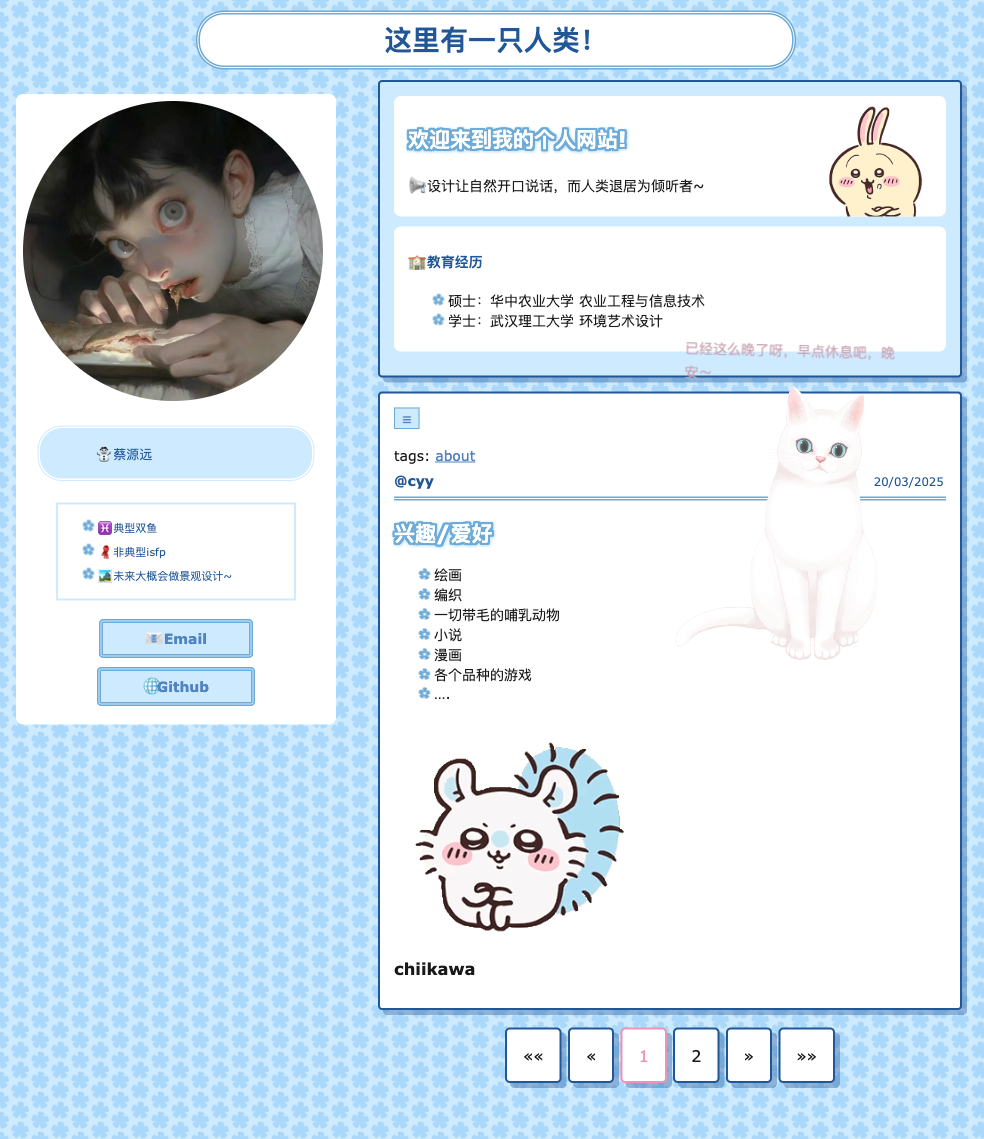 这里有一只人类！
蔡源远
典型双鱼
非典型isfp
未来大概会做景观设计~
Email
Github
欢迎来到我的个人网站!
设计让自然开口说话，而人类退居为倾听者~
教育经历
硕士：华中农业大学 农业工程与信息技术
学士：武汉理工大学 环境艺术设计
已经这么晚了呀，早点休息吧，晚
安～
≡
tags: about
@cyy
20/03/2025
兴趣/爱好
绘画
编织
一切带毛的哺乳动物
小说
漫画
各个品种的游戏
....
chiikawa
«« « 1 2 » »»